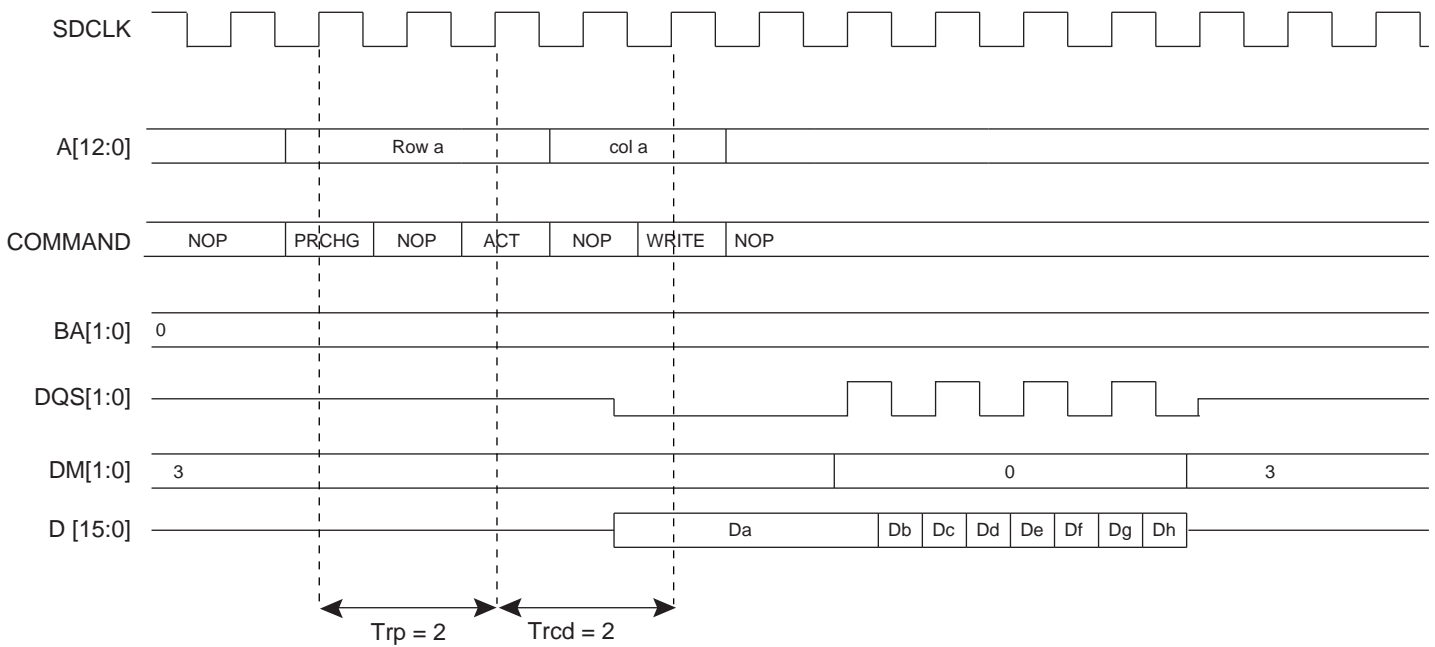 SDCLK
A[12:0] Row a col a
COMMAND NOP PRCHG NOP ACT NOP WRITE NOP
BA[1:0] 0
DQS[1:0]
DM[1:0] 3 0 3
D [15:0] Da Db Dc Dd De Df Dg Dh
Trp = 2 Trcd = 2